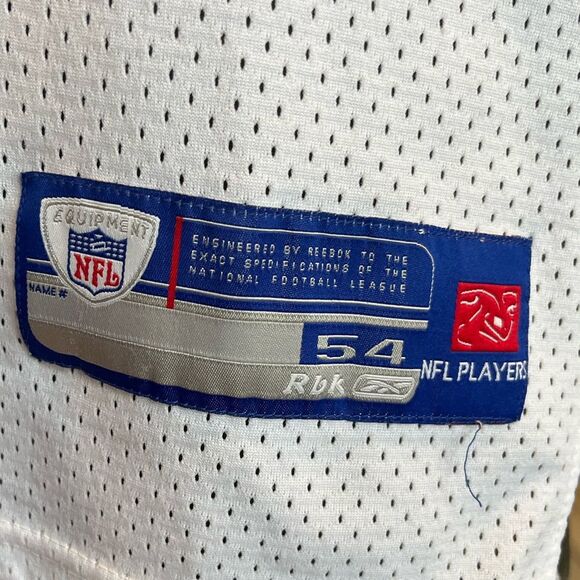 EQUIPMENT
NFL
NAME #
ENGINEERED BY REEBOK TO THE
EXACT SPECIFICATIONS OF THE
NATIONAL FOOTBALL LEAGUE
54
Rbk
NFL PLAYERS